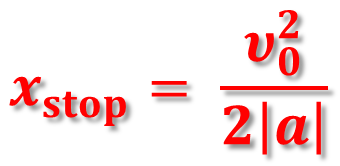 x_stop = v_0^2 / 2|a|